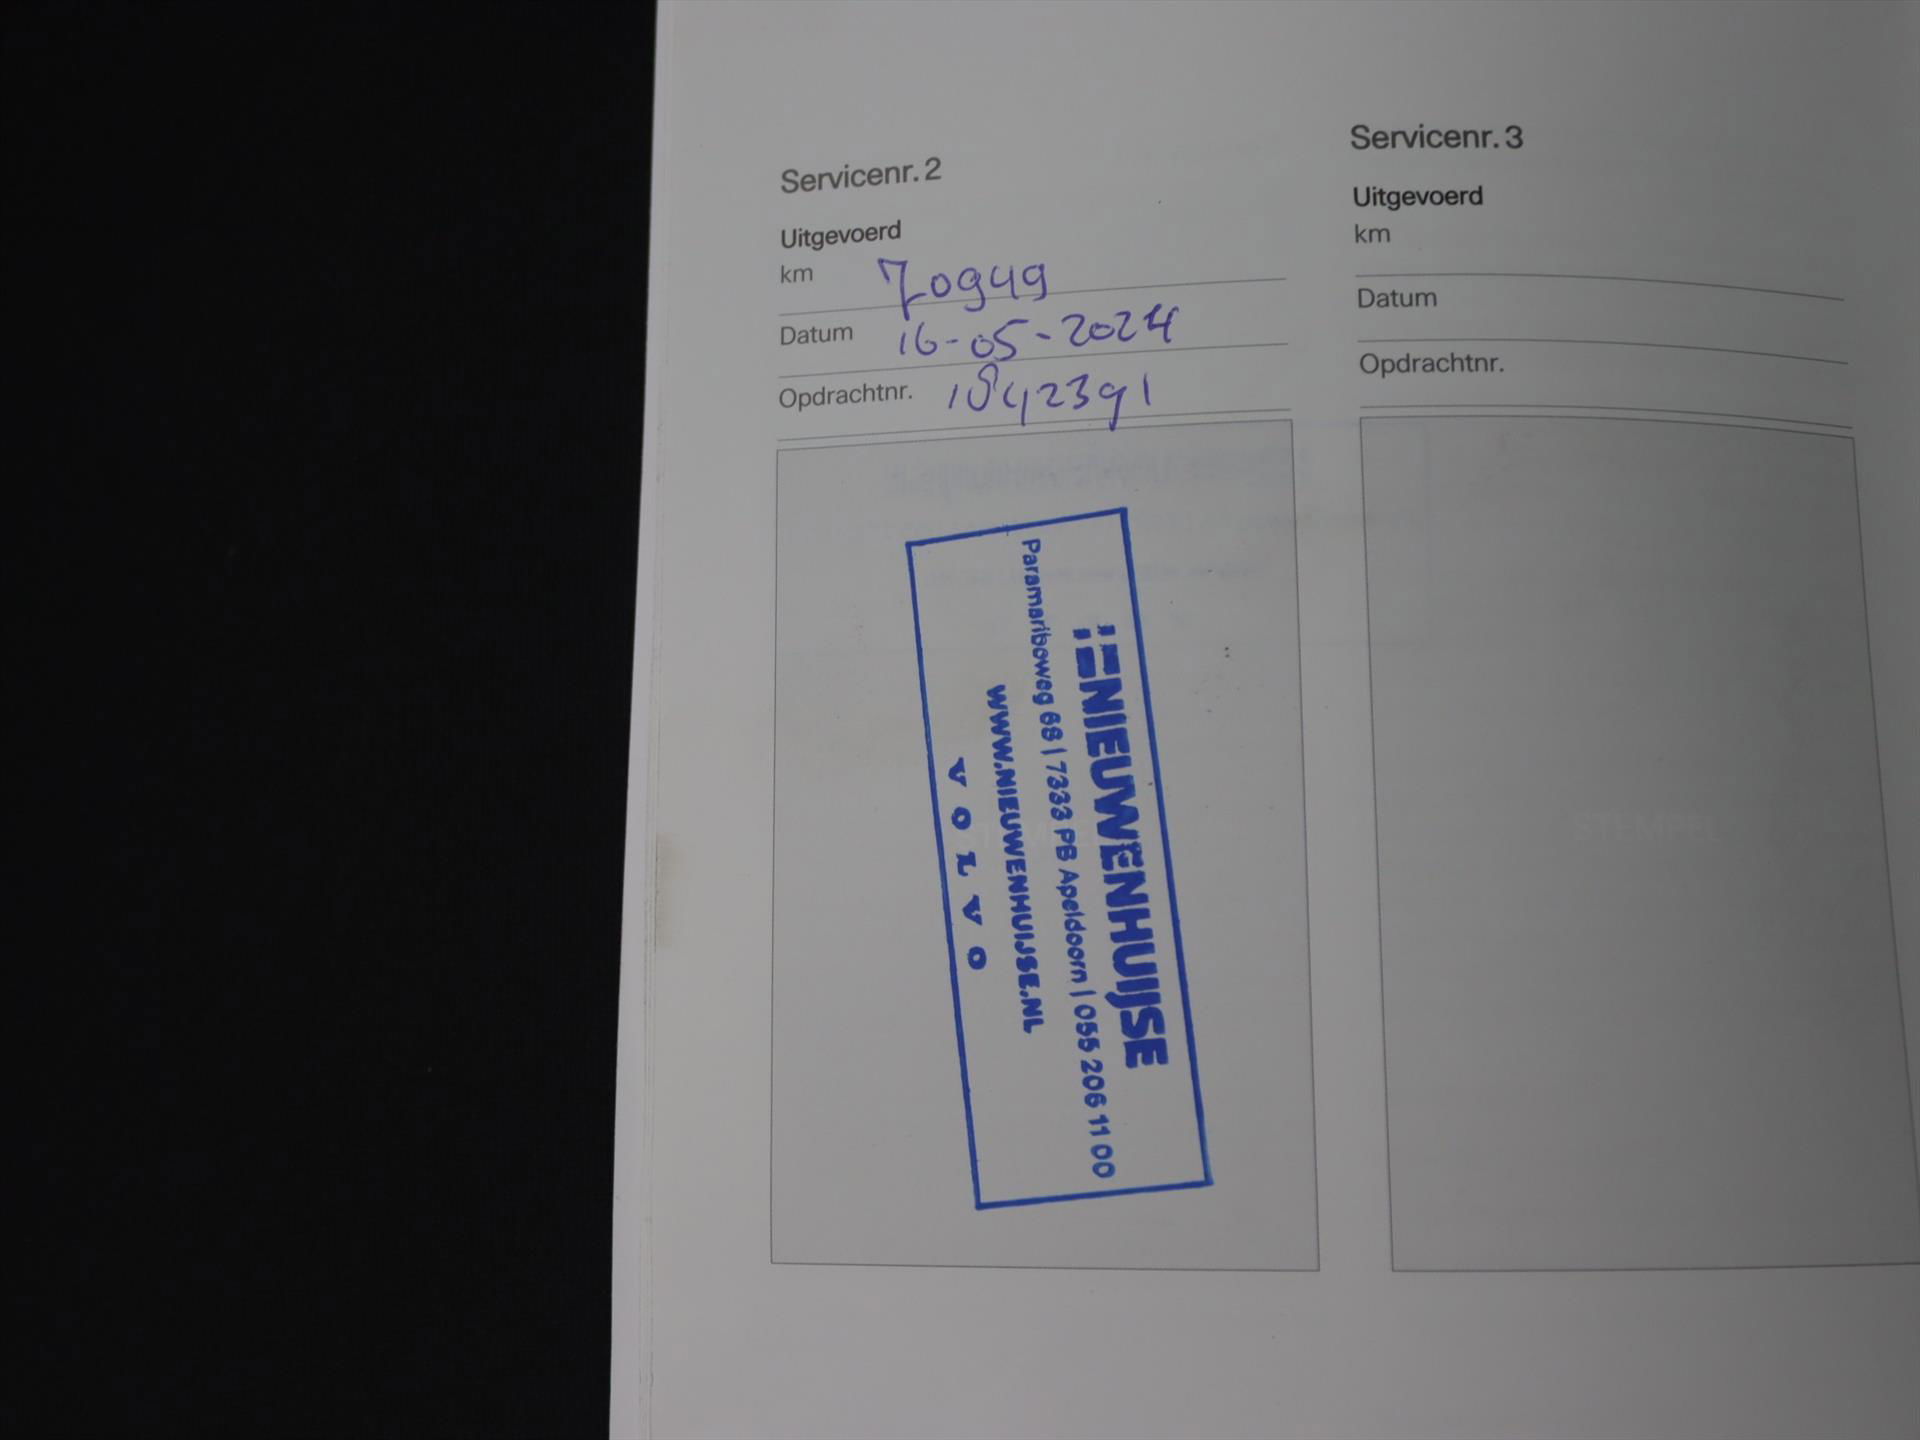 Servicenr. 2
Uitgevoerd
km 70949
Datum 16-05-2024
Opdrachtnr. 1842391
NIEUWENHUIJSE
Paramariboweg 68 | 7333 PB Apeldoorn | 055 206 11 00
WWW.NIEUWENHUIJSE.NL
VOLVO
Servicenr. 3
Uitgevoerd
km
Datum
Opdrachtnr.
STEMPEL